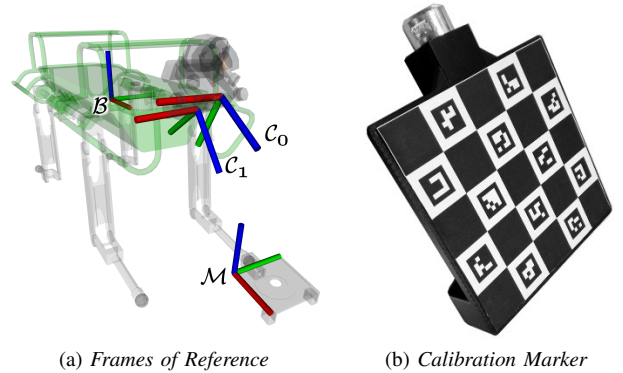 B
C₀
C₁
M
(a) Frames of Reference
(b) Calibration Marker